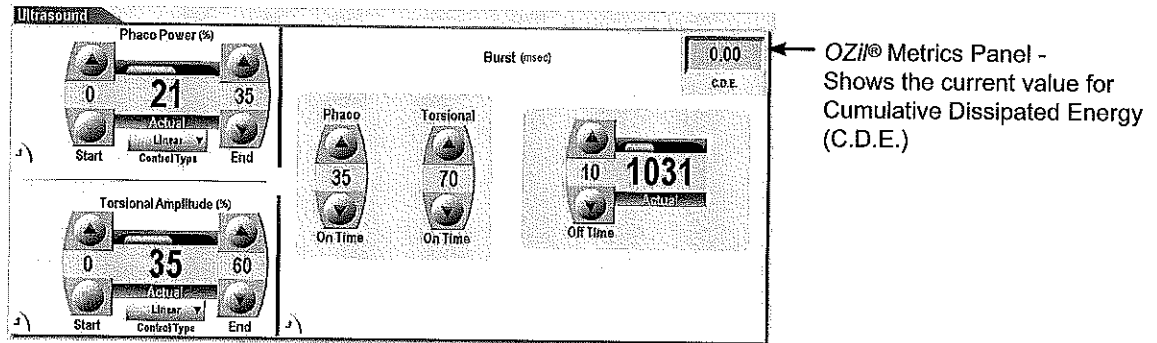 Ultrasound
Phaco Power (%)
0
21
35
Actual
Linear
Start
Control Type
End
Torsional Amplitude (%)
0
35
60
Actual
Linear
Start
Control Type
End
Burst (msec)
0.00
C.D.E.
Phaco
35
On Time
Torsional
70
On Time
10
1031
Actual
Off Time
OZil® Metrics Panel -
Shows the current value for
Cumulative Dissipated Energy
(C.D.E.)